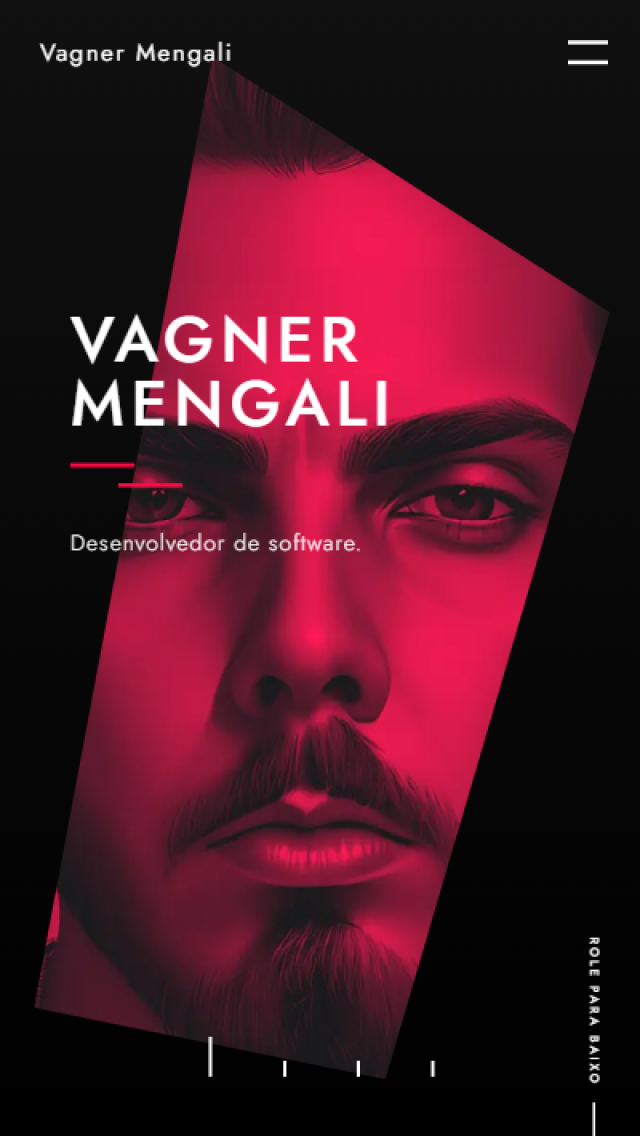 Vagner Mengali
VAGNER
MENGALI
Desenvolvedor de software.
ROLE PARA BAIXO